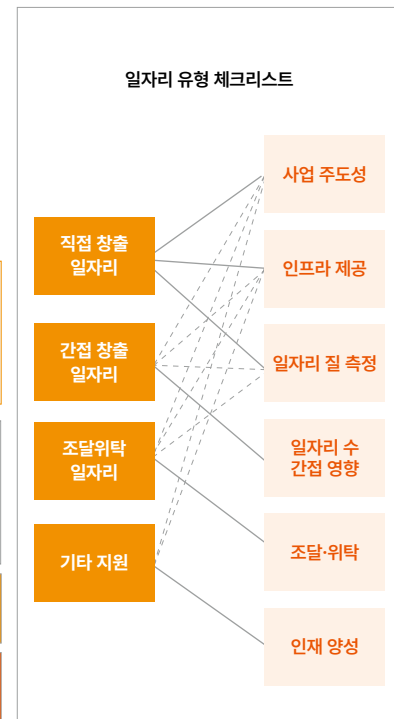 일자리 유형 체크리스트
직접 창출
일자리
간접 창출
일자리
조달위탁
일자리
기타 지원
사업 주도성
인프라 제공
일자리 질 측정
일자리 수
간접 영향
조달·위탁
인재 양성